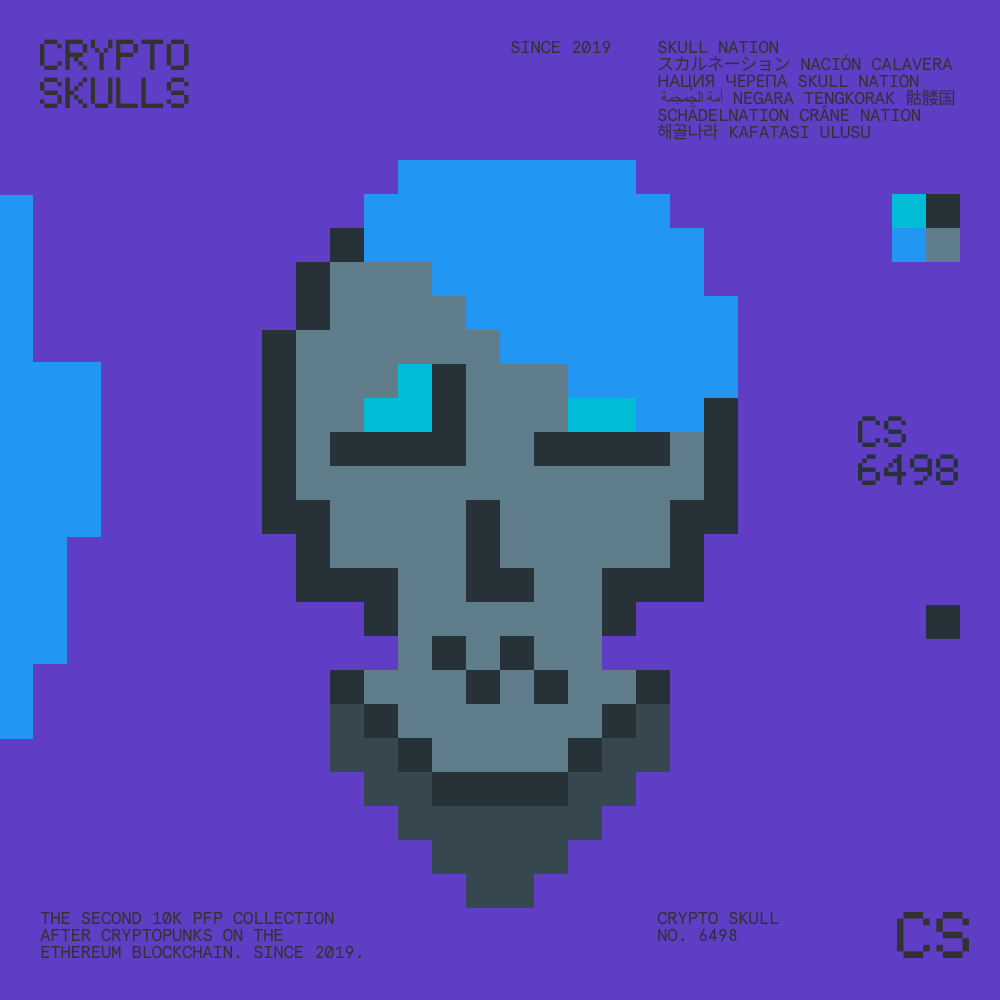 CRYPTO
SKULLS
SINCE 2019
SKULL NATION
スカルネーション NACIÓN CALAVERA
НАЦИЯ ЧЕРЕПА SKULL NATION
أمة الجمجمة NEGARA TENGKORAK 骷髅国
SCHÄDELNATION CRÂNE NATION
해골나라 KAFATASI ULUSU
CS
6498
THE SECOND 10K PFP COLLECTION
AFTER CRYPTOPUNKS ON THE
ETHEREUM BLOCKCHAIN. SINCE 2019.
CRYPTO SKULL
NO. 6498
CS